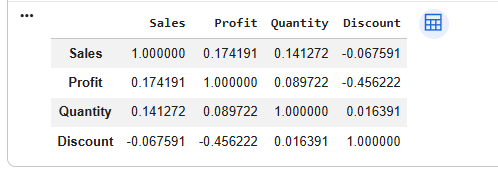 Sales Profit Quantity Discount
Sales 1.000000 0.174191 0.141272 -0.067591
Profit 0.174191 1.000000 0.089722 -0.456222
Quantity 0.141272 0.089722 1.000000 0.016391
Discount -0.067591 -0.456222 0.016391 1.000000